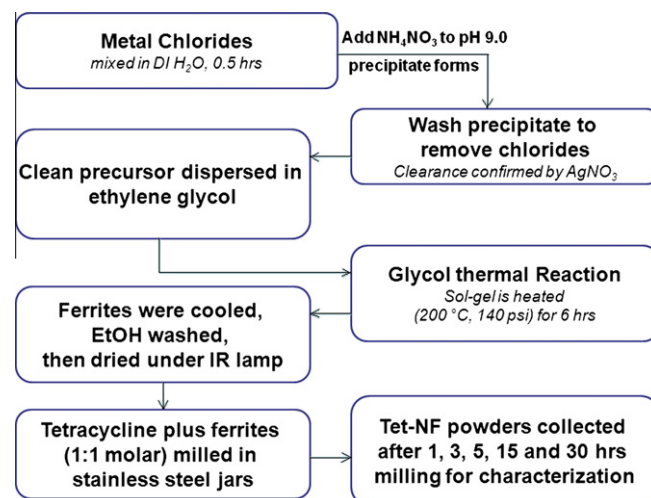 Metal Chlorides
mixed in DI H₂O, 0.5 hrs
Add NH₄NO₃ to pH 9.0
precipitate forms
Wash precipitate to
remove chlorides
Clearance confirmed by AgNO₃
Clean precursor dispersed in
ethylene glycol
Glycol thermal Reaction
Sol-gel is heated
(200 °C, 140 psi) for 6 hrs
Ferrites were cooled,
EtOH washed,
then dried under IR lamp
Tetracycline plus ferrites
(1:1 molar) milled in
stainless steel jars
Tet-NF powders collected
after 1, 3, 5, 15 and 30 hrs
milling for characterization